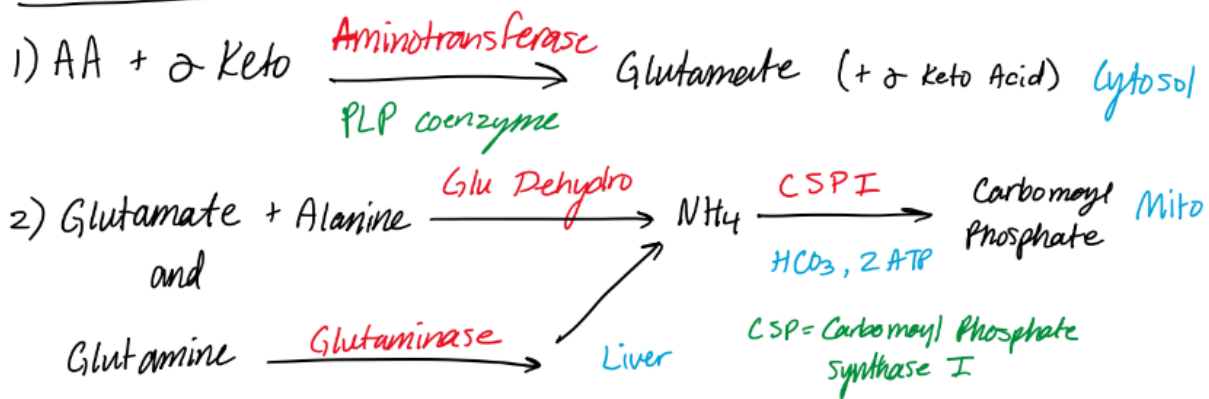 Aminotransferase
1) AA + α Keto → Glutamate (+ α Keto Acid) Cytosol
PLP coenzyme
Glu Dehydro CSPI
2) Glutamate + Alanine → NH4 → Carbomoyl Phosphate Mito
and HCO3, 2 ATP
Glutaminase
Glutamine → Liver
CSP = Carbomoyl Phosphate
synthase I